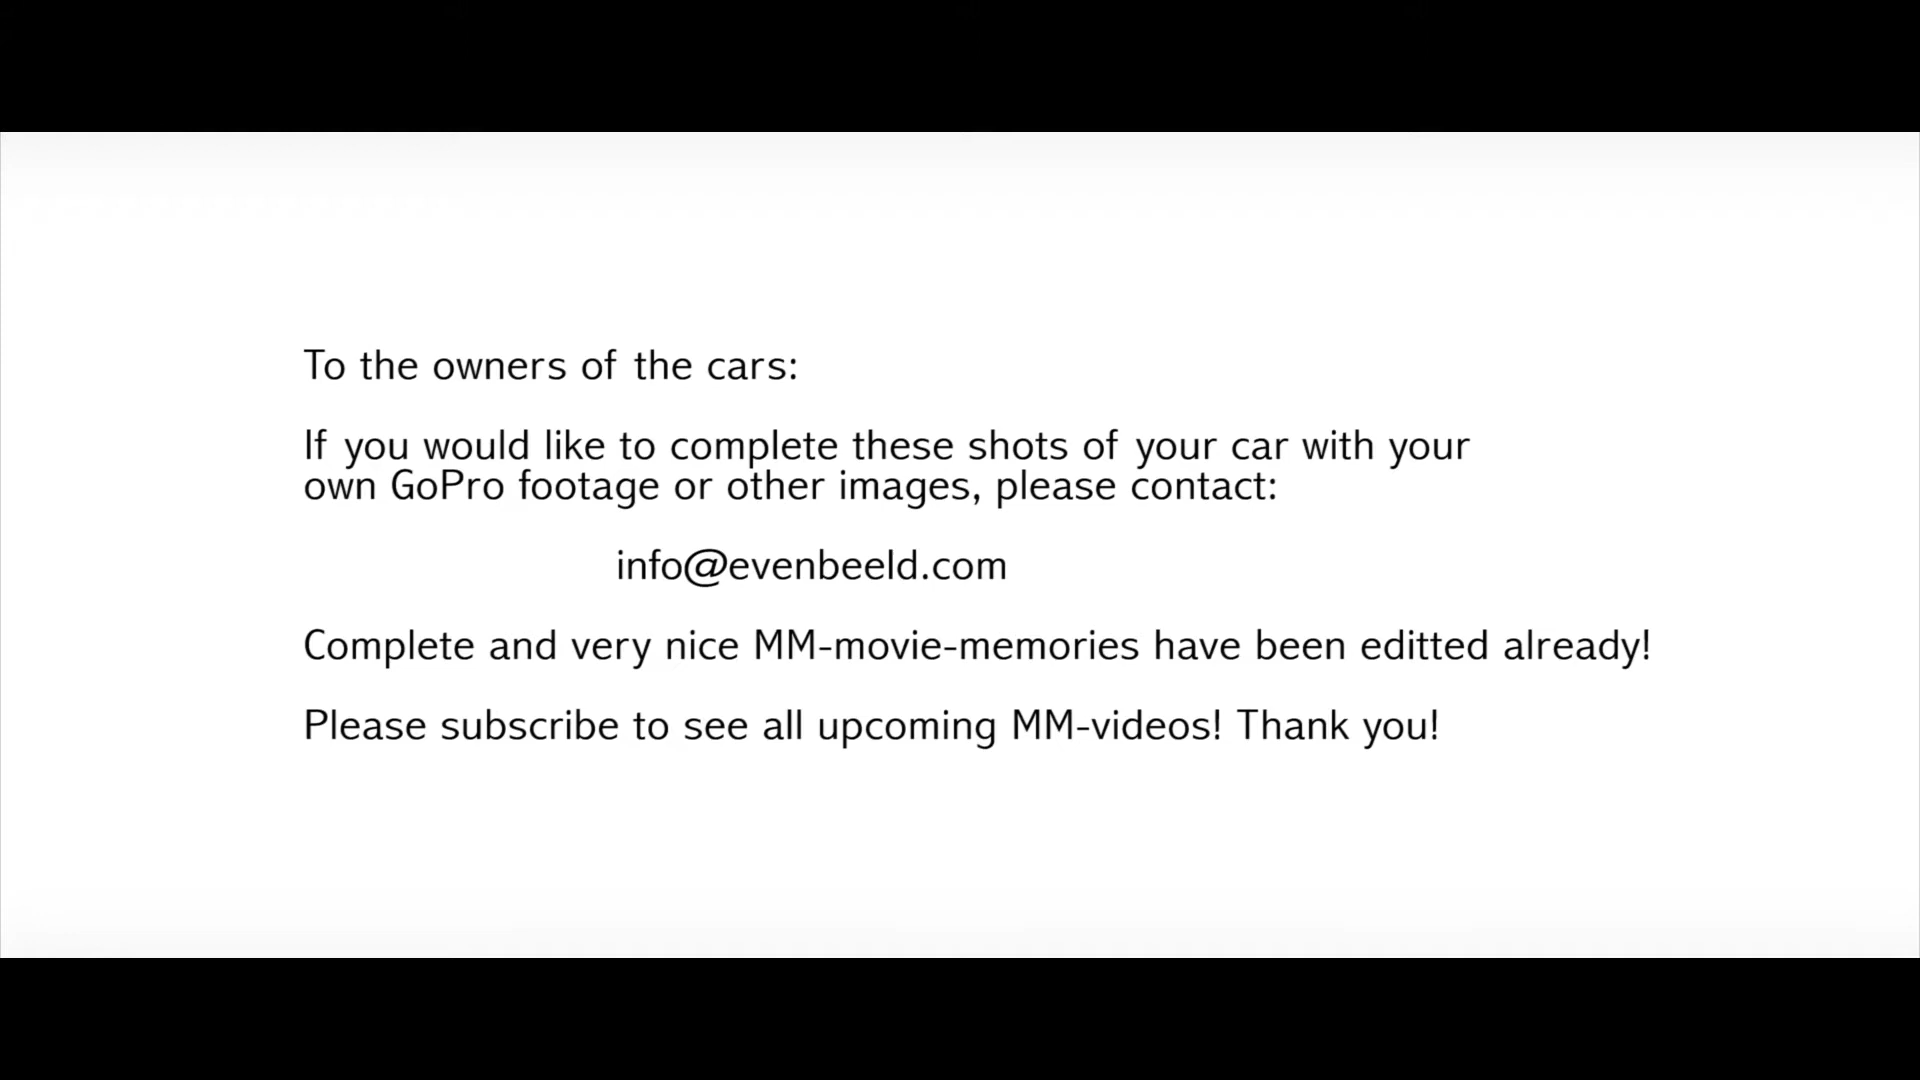 To the owners of the cars:
If you would like to complete these shots of your car with your
own GoPro footage or other images, please contact:
info@evenbeeld.com
Complete and very nice MM-movie-memories have been editted already!
Please subscribe to see all upcoming MM-videos! Thank you!